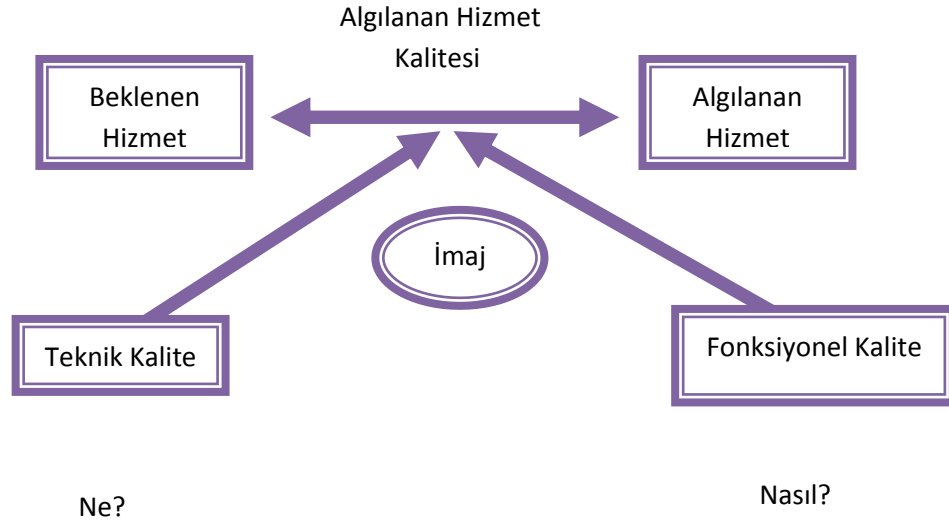 Algılanan Hizmet
Kalitesi
Beklenen
Hizmet
Algılanan
Hizmet
İmaj
Teknik Kalite
Fonksiyonel Kalite
Ne?
Nasıl?